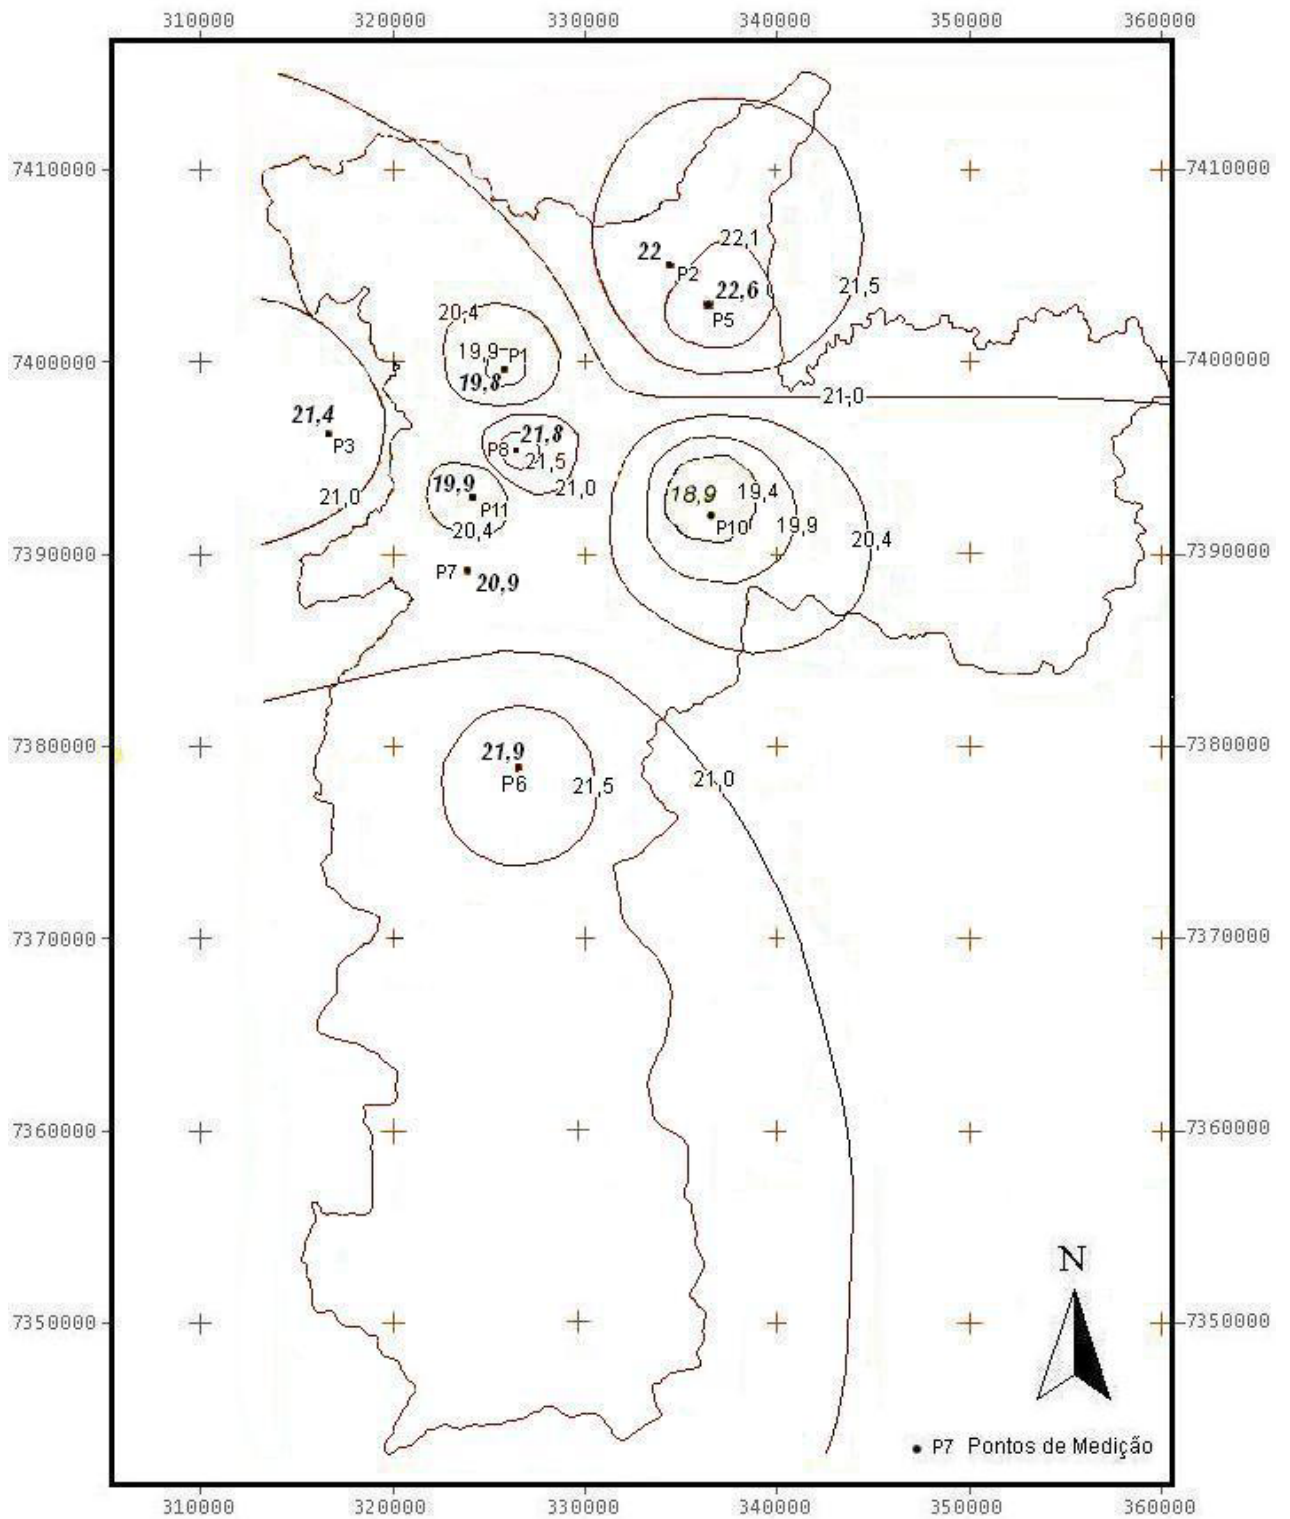 310000 320000 330000 340000 350000 360000
7410000 7410000
22,1
22
P2
22,6
21,5
P5
20,4
19,9 P1
7400000 7400000
19,8
21,0
21,4
P3
21,8
P8
21,5
21,0
19,9
21,0
P11
20,4
18,9 19,4
P10 19,9
20,4
7390000 7390000
P7 20,9
7380000 7380000
21,9
P6 21,5
21,0
7370000 7370000
7360000 7360000
N
7350000 7350000
P7 Pontos de Medição
310000 320000 330000 340000 350000 360000